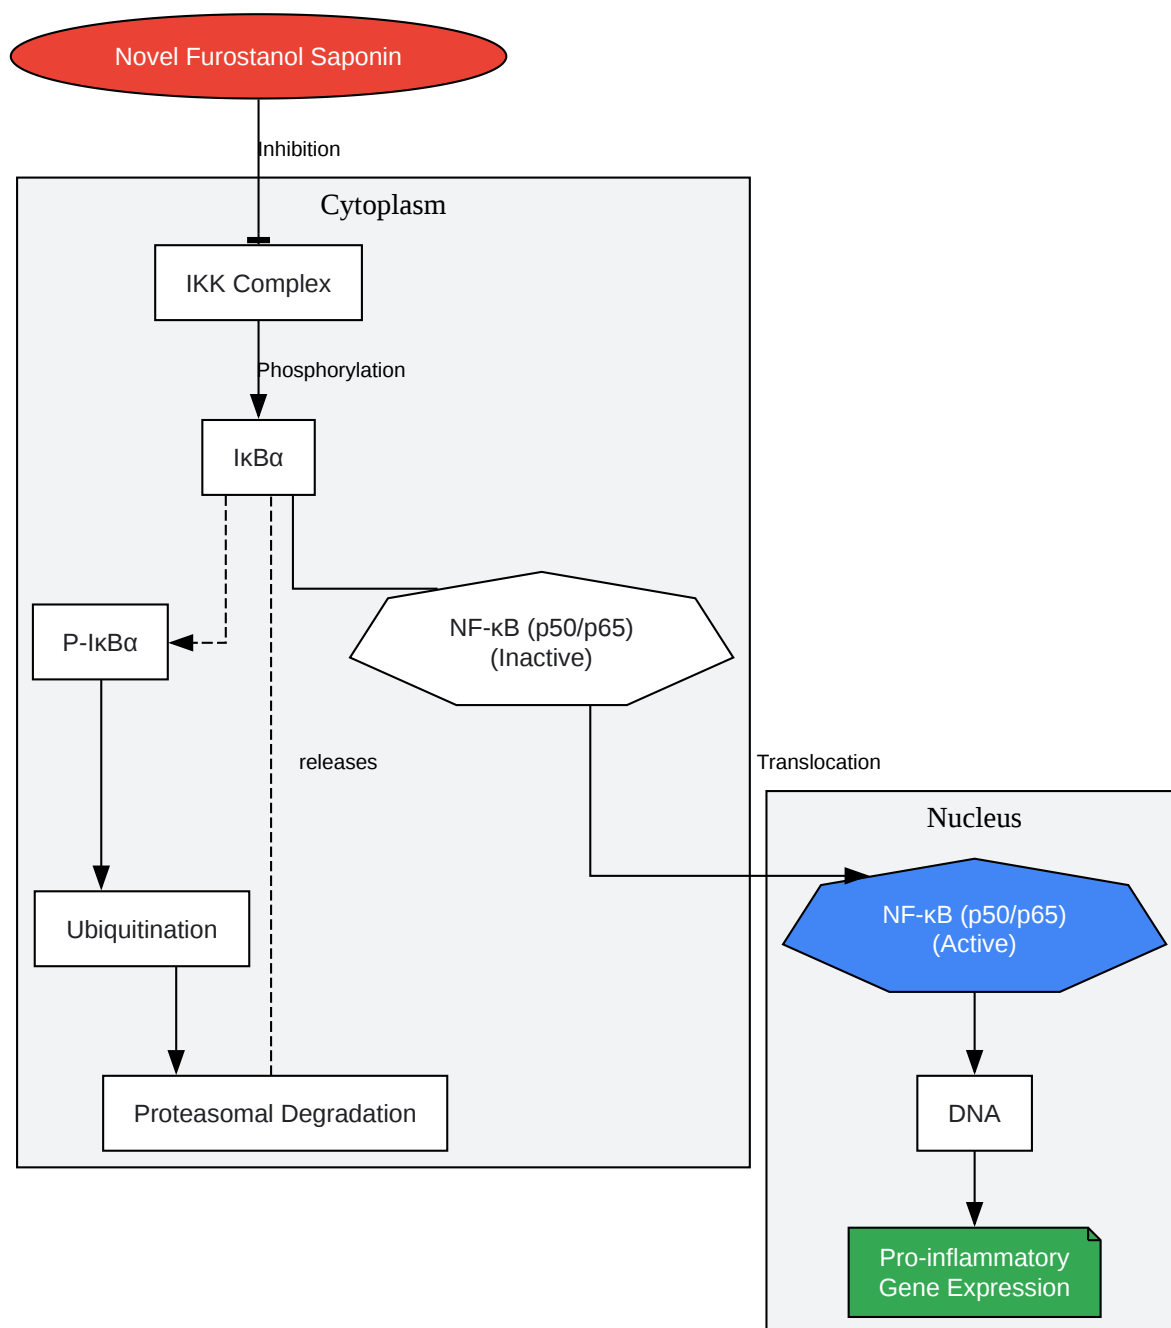 Novel Furostanol Saponin
Inhibition
Cytoplasm
IKK Complex
Phosphorylation
IκBα
P-IκBα
NF-κB (p50/p65)
(Inactive)
releases
Translocation
Nucleus
Ubiquitination
NF-κB (p50/p65)
(Active)
Proteasomal Degradation
DNA
Pro-inflammatory
Gene Expression